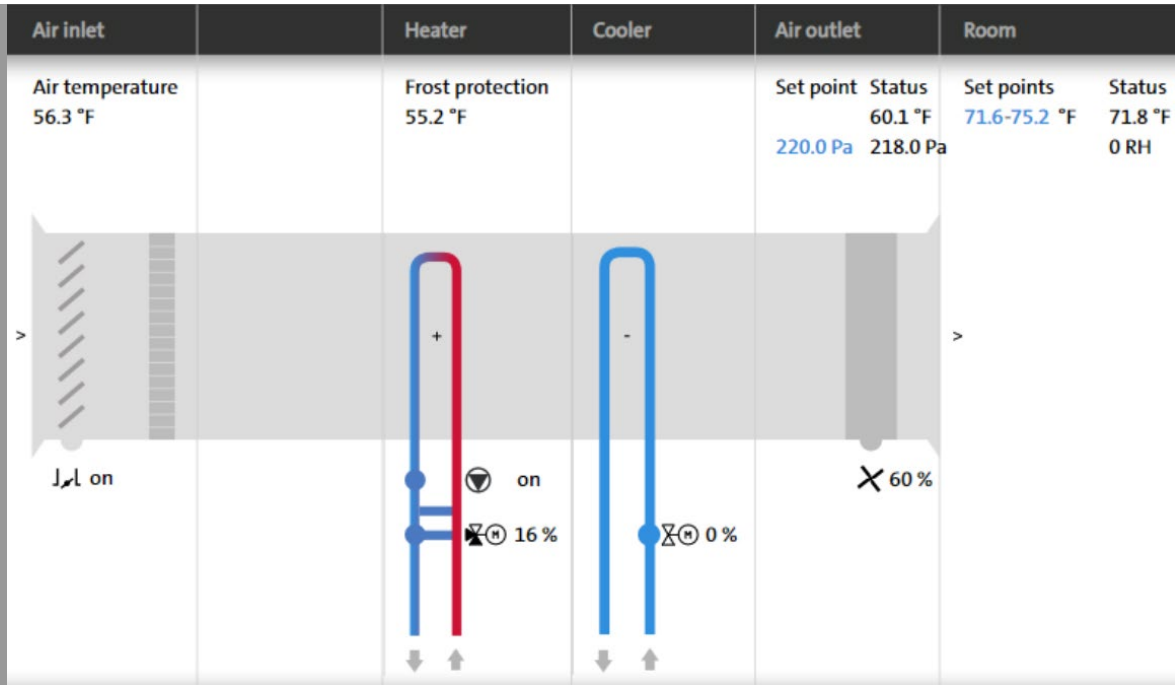 Air inlet
Heater
Cooler
Air outlet
Room
Air temperature
56.3 °F
Frost protection
55.2 °F
Set point Status
60.1 °F
220.0 Pa 218.0 Pa
Set points Status
71.6-75.2 °F 71.8 °F
0 RH
>
+
-
>
on
on
60 %
M 16 %
M 0 %